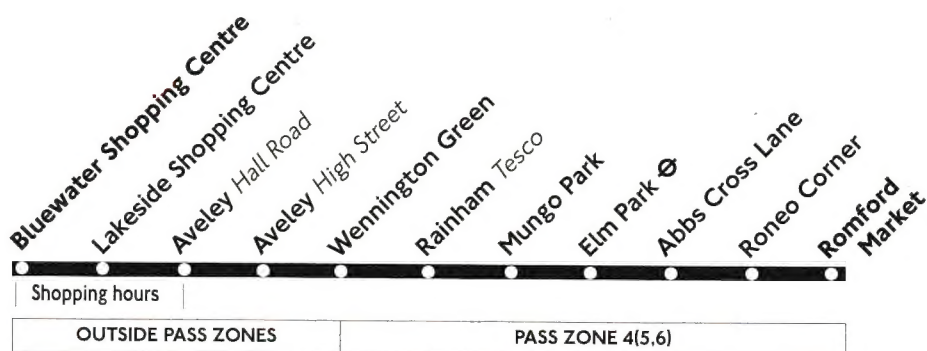 Bluewater Shopping Centre
Lakeside Shopping Centre
Aveley Hall Road
Aveley High Street
Wennington Green
Rainham Tesco
Mungo Park
Elm Park
Abbs Cross Lane
Roneo Corner
Romford
Market
Shopping hours
OUTSIDE PASS ZONES
PASS ZONE 4(5,6)